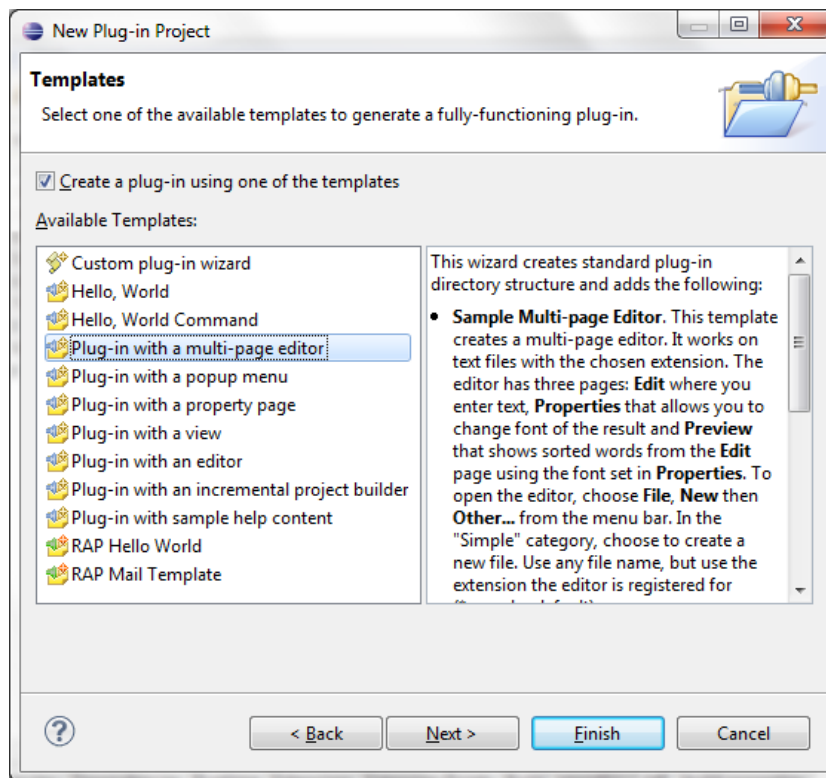 New Plug-in Project
Templates
Select one of the available templates to generate a fully-functioning plug-in.
Create a plug-in using one of the templates
Available Templates:
Custom plug-in wizard
Hello, World
Hello, World Command
Plug-in with a multi-page editor
Plug-in with a popup menu
Plug-in with a property page
Plug-in with a view
Plug-in with an editor
Plug-in with an incremental project builder
Plug-in with sample help content
RAP Hello World
RAP Mail Template
This wizard creates standard plug-in
directory structure and adds the following:
• Sample Multi-page Editor. This template
creates a multi-page editor. It works on
text files with the chosen extension. The
editor has three pages: Edit where you
enter text, Properties that allows you to
change font of the result and Preview
that shows sorted words from the Edit
page using the font set in Properties. To
open the editor, choose File, New then
Other... from the menu bar. In the
"Simple" category, choose to create a
new file. Use any file name, but use the
extension the editor is registered for
? < Back Next > Finish Cancel